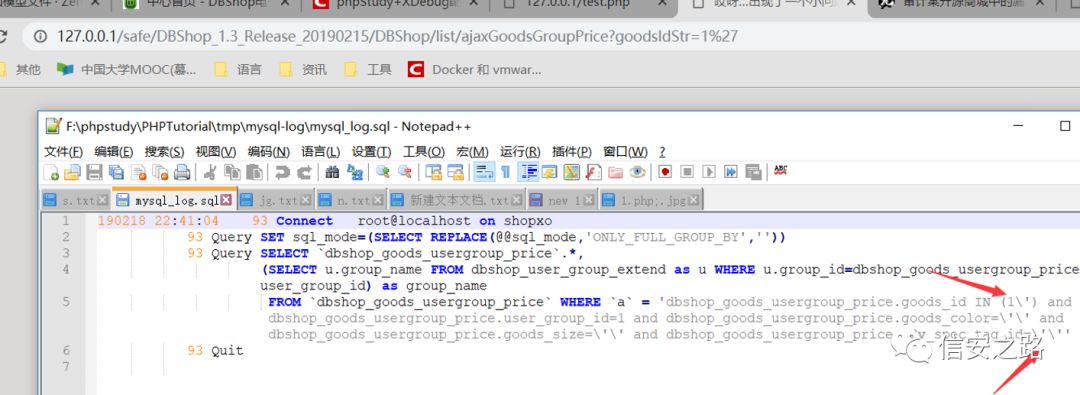 因模型文件 · Zen
中心首页 - DBShop电
phpStudy+XDebug
127.0.0.1/test.php
哎呀...出现了一个小问
审计某开源商城中的漏
127.0.0.1/safe/DBShop_1.3_Release_20190215/DBShop/list/ajaxGoodsGroupPrice?goodsIdStr=1%27
其他
中国大学MOOC(慕...
语言
资讯
工具
Docker 和 vmwar...
F:\phpstudy\PHPTutorial\tmp\mysql-log\mysql_log.sql - Notepad++
文件(F) 编辑(E) 搜索(S) 视图(V) 编码(N) 语言(L) 设置(T) 工具(O) 宏(M) 运行(R) 插件(P) 窗口(W) ?
s.txt mysql_log.sql jg.txt n.txt 新建文本文档.txt new 1 1.php;.jpg
1 190218 22:41:04 93 Connect root@localhost on shopxo
2 93 Query SET sql_mode=(SELECT REPLACE(@@sql_mode,'ONLY_FULL_GROUP_BY',''))
3 93 Query SELECT `dbshop_goods_usergroup_price`.*,
4 (SELECT u.group_name FROM dbshop_user_group_extend as u WHERE u.group_id=dbshop_goods_usergroup_price
user_group_id) as group_name
5 FROM `dbshop_goods_usergroup_price` WHERE `a` = 'dbshop_goods_usergroup_price.goods_id IN (1\') and
dbshop_goods_usergroup_price.user_group_id=1 and dbshop_goods_usergroup_price.goods_color=\'\' and
dbshop_goods_usergroup_price.goods_size=\'\' and dbshop_goods_usergroup_price.adv_spec_tag_id=\'\''
6 93 Quit
7
信安之路